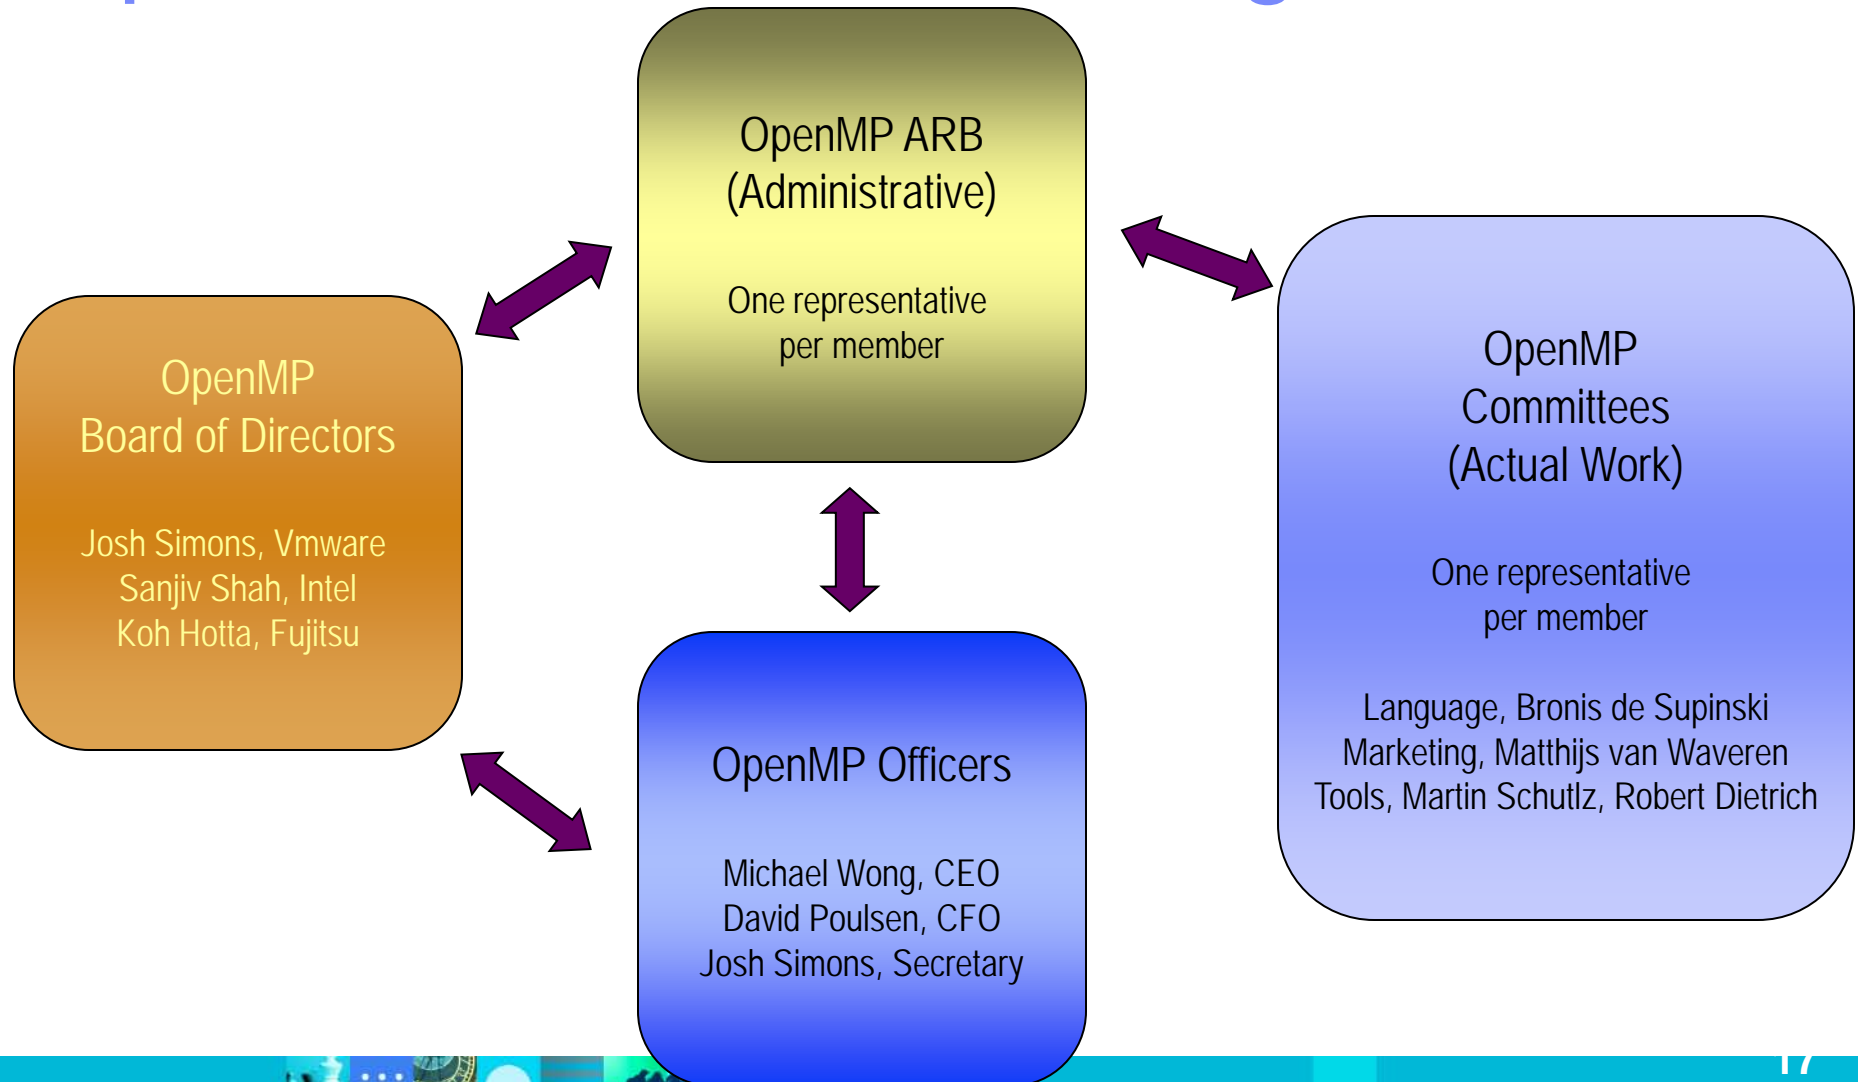 OpenMP ARB
(Administrative)
One representative
per member
OpenMP
Board of Directors
Josh Simons, Vmware
Sanjiv Shah, Intel
Koh Hotta, Fujitsu
OpenMP
Committees
(Actual Work)
One representative
per member
Language, Bronis de Supinski
Marketing, Matthijs van Waveren
Tools, Martin Schutlz, Robert Dietrich
OpenMP Officers
Michael Wong, CEO
David Poulsen, CFO
Josh Simons, Secretary
17